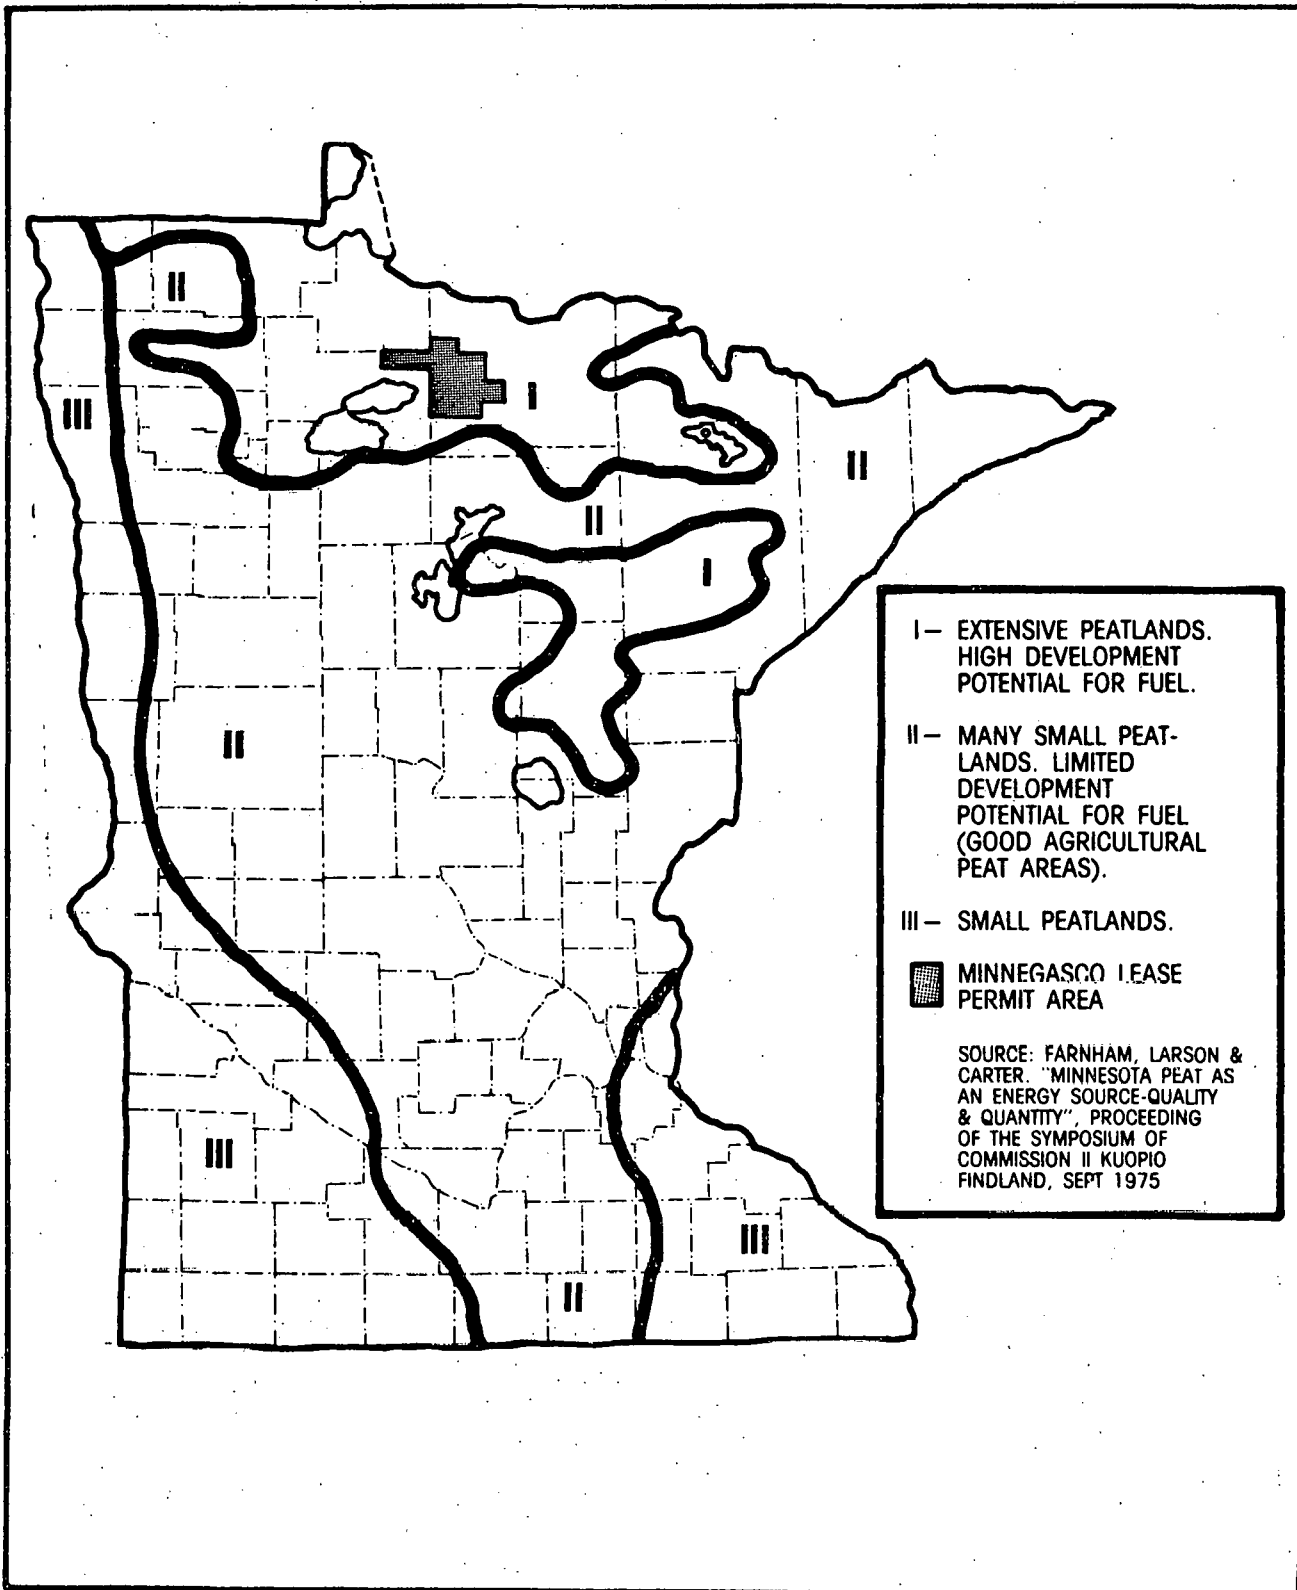 II
I
III
II
II
I
II
I – EXTENSIVE PEATLANDS.
HIGH DEVELOPMENT
POTENTIAL FOR FUEL.
II – MANY SMALL PEAT-
LANDS. LIMITED
DEVELOPMENT
POTENTIAL FOR FUEL
(GOOD AGRICULTURAL
PEAT AREAS).
III – SMALL PEATLANDS.
MINNEGASCO LEASE
PERMIT AREA
SOURCE: FARNHAM, LARSON &
CARTER. "MINNESOTA PEAT AS
AN ENERGY SOURCE-QUALITY
& QUANTITY", PROCEEDING
OF THE SYMPOSIUM OF
COMMISSION II KUOPIO
FINDLAND, SEPT 1975
III
III
II